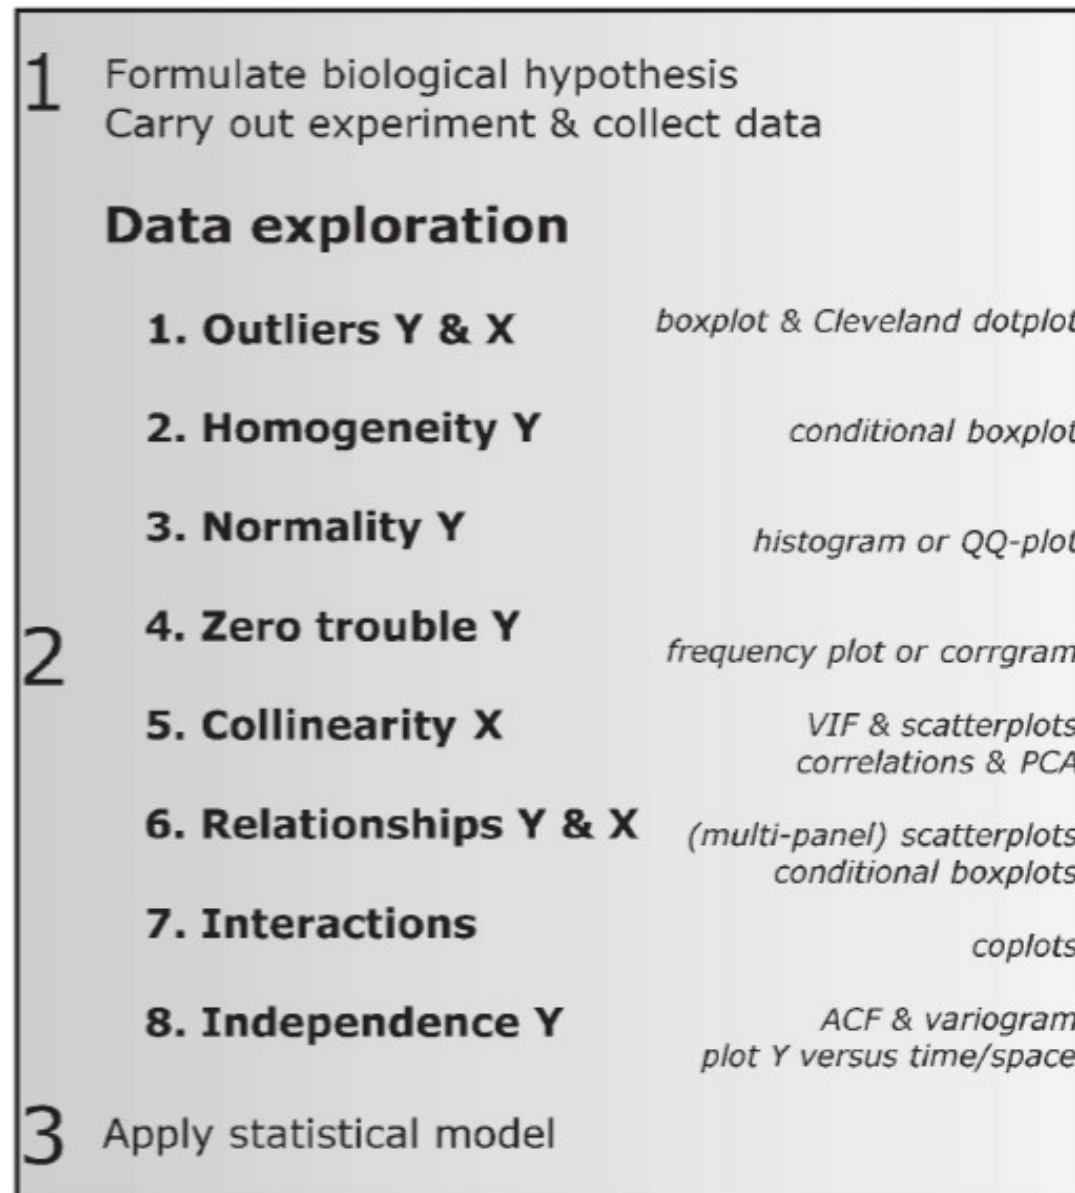 1 Formulate biological hypothesis
Carry out experiment & collect data
Data exploration
1. Outliers Y & X boxplot & Cleveland dotplot
2. Homogeneity Y conditional boxplot
3. Normality Y histogram or QQ-plot
2
4. Zero trouble Y frequency plot or corrgram
5. Collinearity X VIF & scatterplots
correlations & PCA
6. Relationships Y & X (multi-panel) scatterplots
conditional boxplots
7. Interactions coplots
8. Independence Y ACF & variogram
plot Y versus time/space
3 Apply statistical model